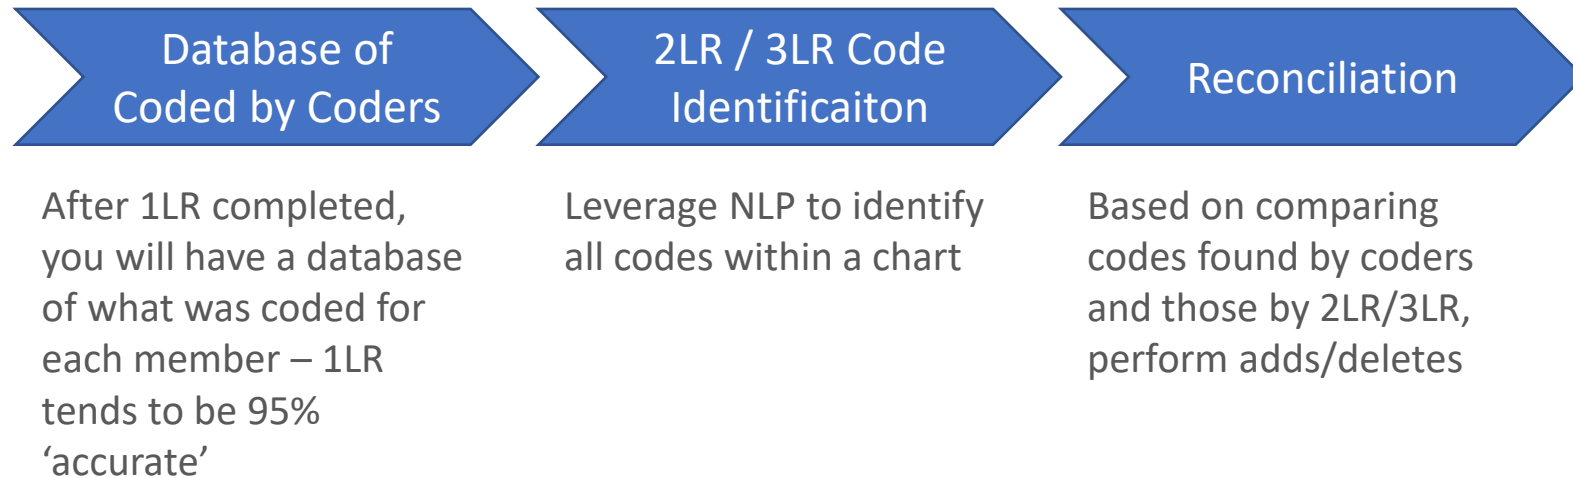 Database of
Coded by Coders
2LR / 3LR Code
Identificaiton
Reconciliation
After 1LR completed,
you will have a database
of what was coded for
each member – 1LR
tends to be 95%
‘accurate’
Leverage NLP to identify
all codes within a chart
Based on comparing
codes found by coders
and those by 2LR/3LR,
perform adds/deletes